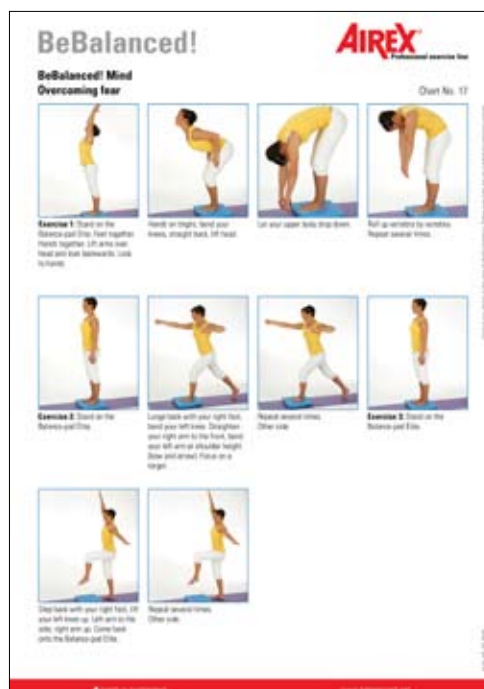 BeBalanced!
AIREX
Professional exercise line
BeBalanced! Mind
Overcoming fear
Chart No. 17
Exercise 1: Stand on the
Balance-pad Elite. Feet together.
Hands together. Lift arms over
head and lean backwards. Look
to hands.
Hands on thighs, bend your
knees, straight back, lift head.
Let your upper body drop down.
Roll up vertebra by vertebra.
Repeat several times.
Exercise 2: Stand on the
Balance-pad Elite.
Lunge back with your right foot,
bend your left knee. Straighten
your right arm to the front, bend
your left arm at shoulder height
(bow and arrow). Focus on a
target.
Repeat several times.
Other side.
Exercise 3: Stand on the
Balance-pad Elite.
Step back with your right foot, lift
your left knee up. Left arm to the
side, right arm up. Come back
onto the Balance-pad Elite.
Repeat several times.
Other side.